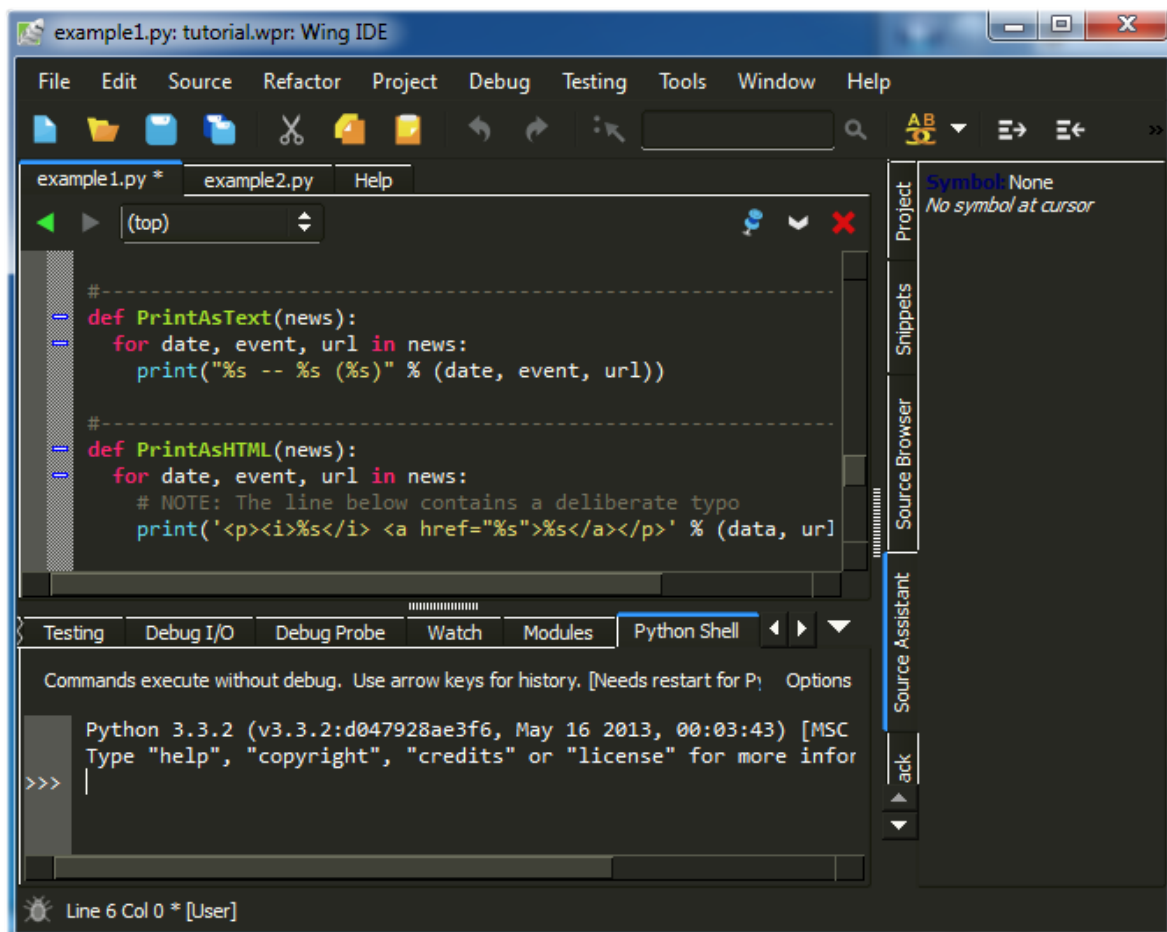 example1.py: tutorial.wpr: Wing IDE
File Edit Source Refactor Project Debug Testing Tools Window Help
example1.py * example2.py Help
(top)
#-------------------------------------------------------------
def PrintAsText(news):
for date, event, url in news:
print("%s -- %s (%s)" % (date, event, url))
#-------------------------------------------------------------
def PrintAsHTML(news):
for date, event, url in news:
# NOTE: The line below contains a deliberate typo
print('<p><i>%s</i> <a href="%s">%s</a></p>' % (data, url
Testing Debug I/O Debug Probe Watch Modules Python Shell
Commands execute without debug. Use arrow keys for history. [Needs restart for Py Options
Python 3.3.2 (v3.3.2:d047928ae3f6, May 16 2013, 00:03:43) [MSC
Type "help", "copyright", "credits" or "license" for more infor
>>>
Line 6 Col 0 * [User]
Project
Snippets
Source Browser
Source Assistant
ack
Symbol: None
No symbol at cursor